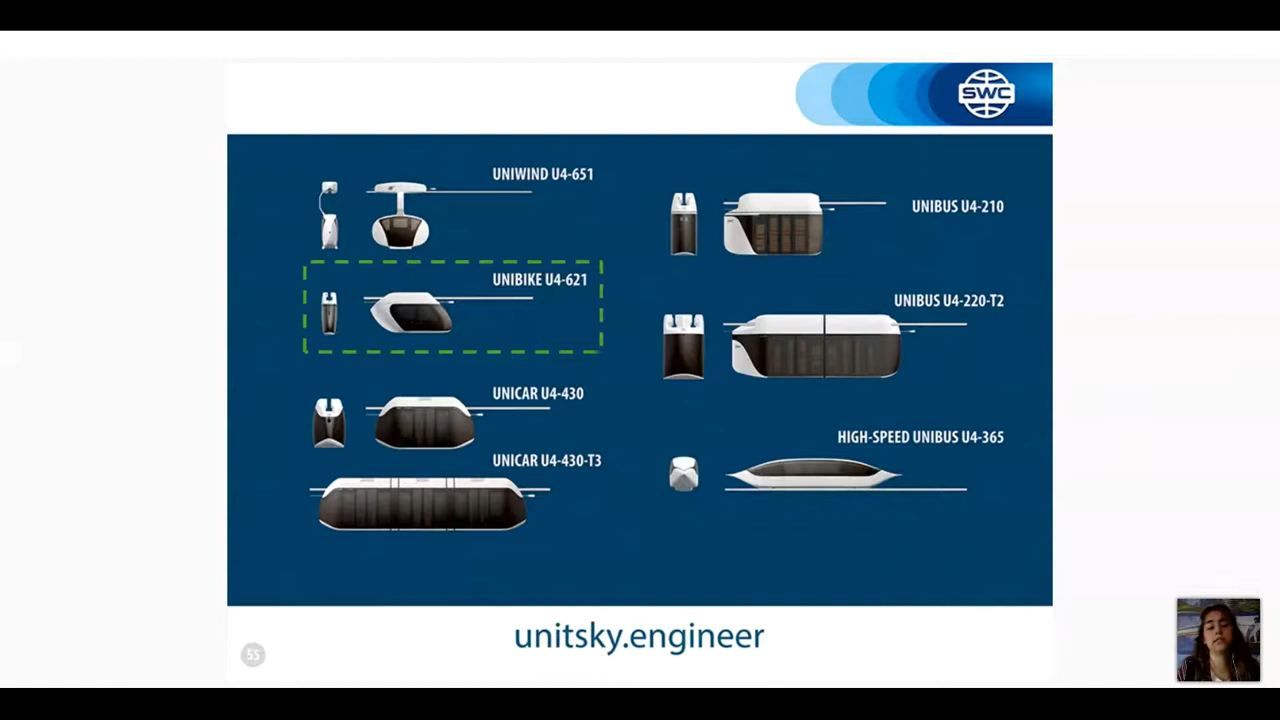 SWC
UNIWIND U4-651
UNIBIKE U4-621
UNICAR U4-430
UNICAR U4-430-T3
UNIBUS U4-210
UNIBUS U4-220-T2
HIGH-SPEED UNIBUS U4-365
unitsky.engineer
55